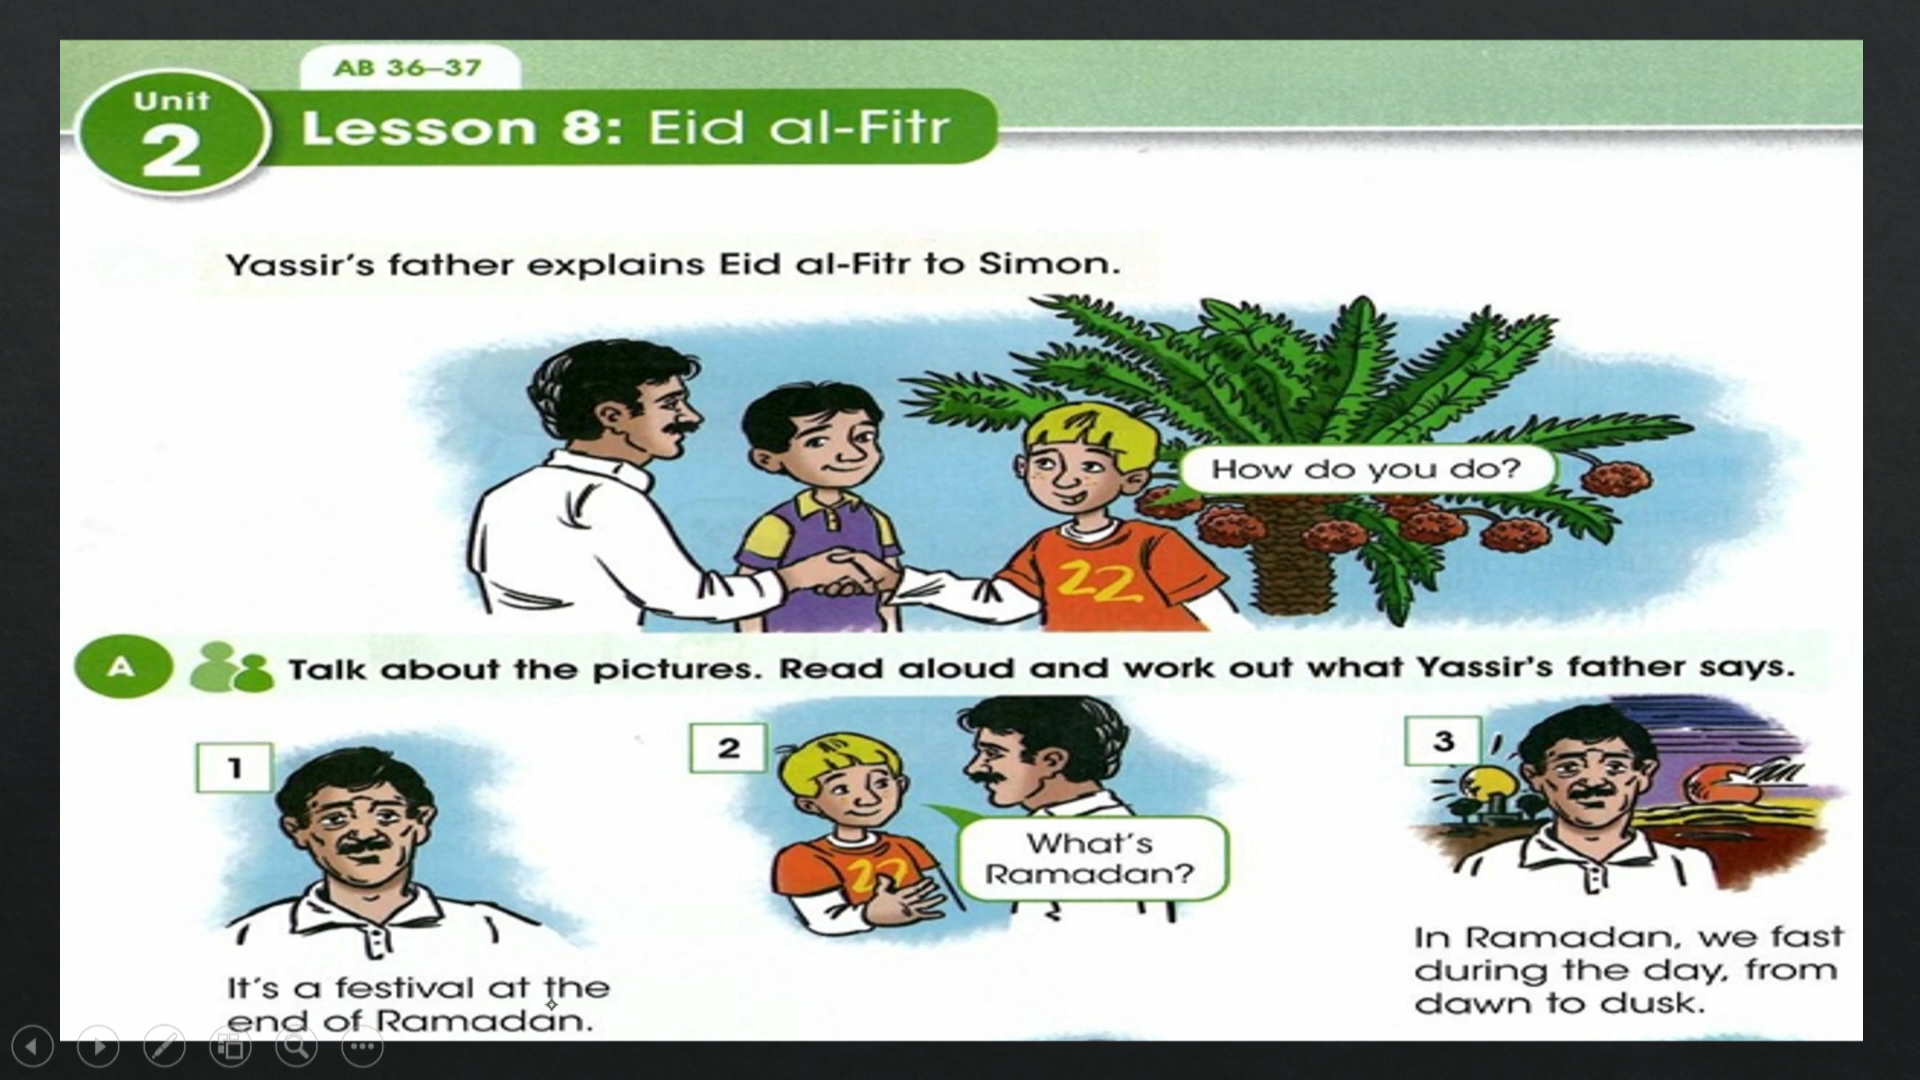 AB 36–37
Unit
2
Lesson 8: Eid al-Fitr
Yassir's father explains Eid al-Fitr to Simon.
How do you do?
22
A
Talk about the pictures. Read aloud and work out what Yassir's father says.
1
2
3
22
What's
Ramadan?
It's a festival at the
end of Ramadan.
In Ramadan, we fast
during the day, from
dawn to dusk.